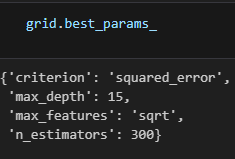 grid.best_params_
{'criterion': 'squared_error',
'max_depth': 15,
'max_features': 'sqrt',
'n_estimators': 300}